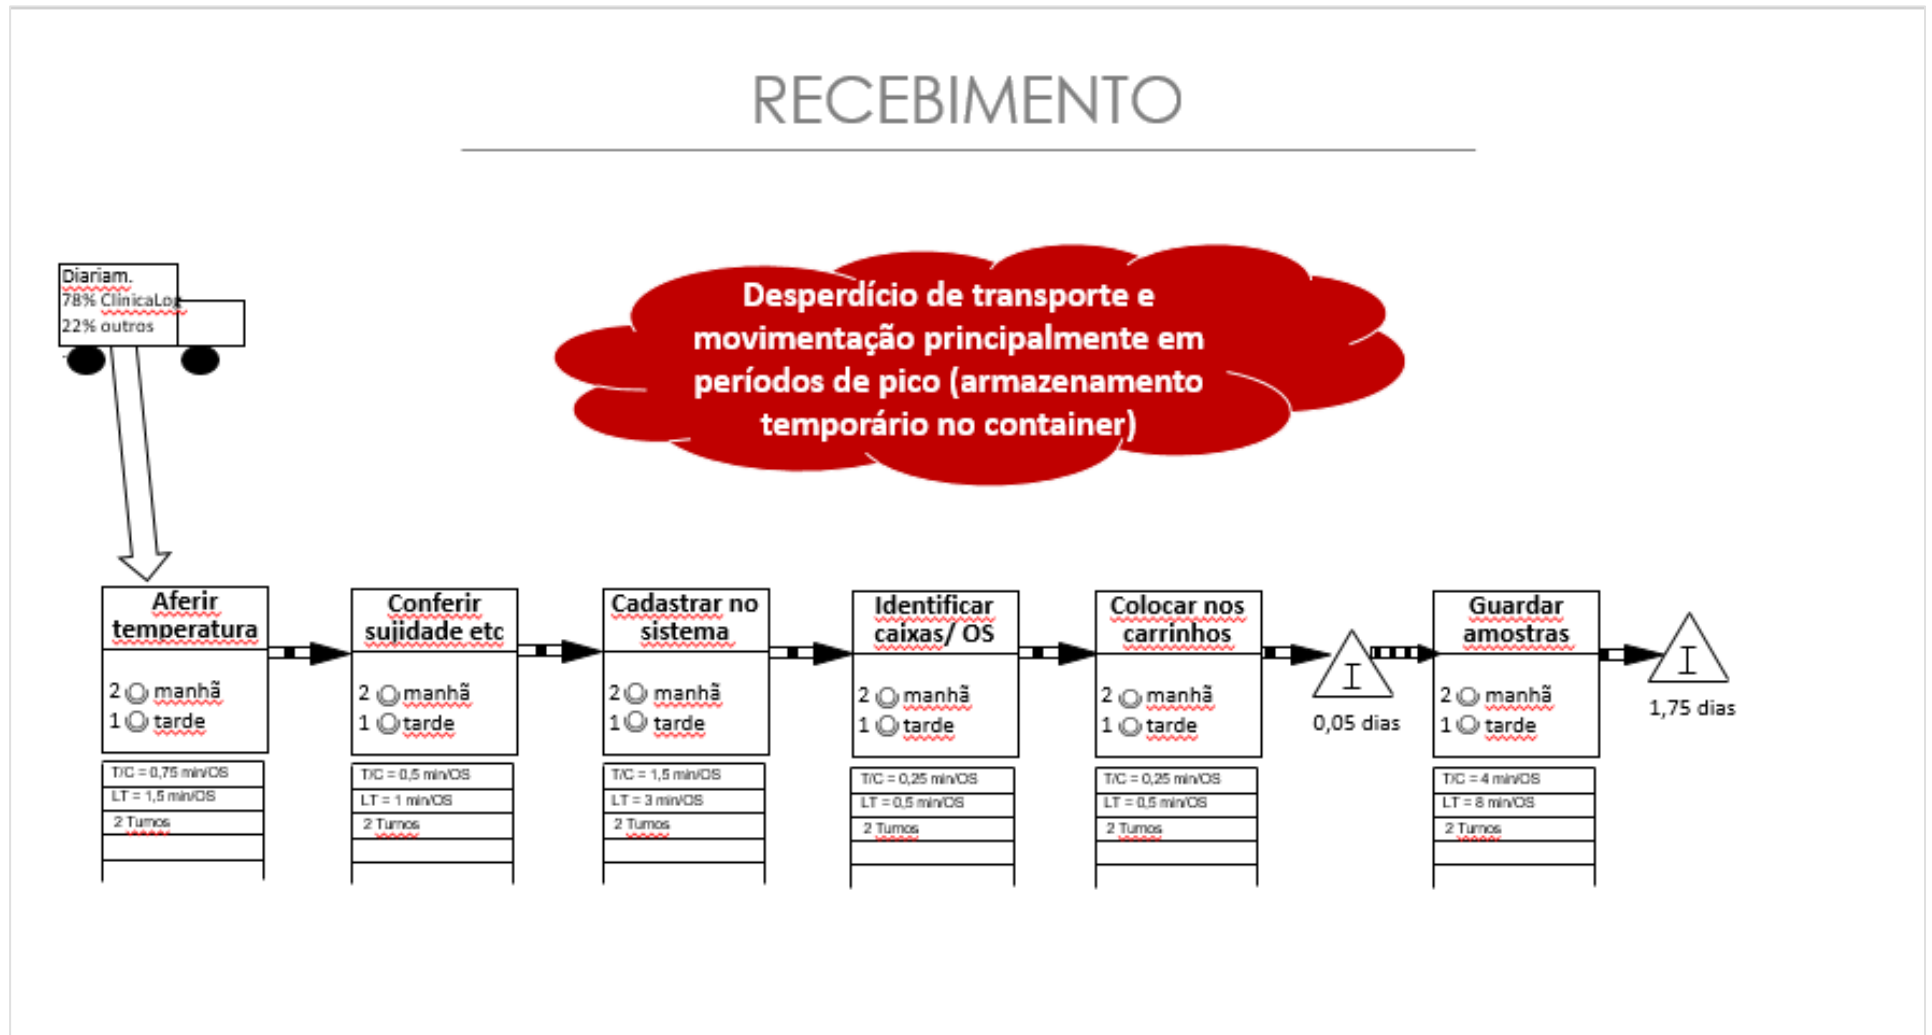 RECEBIMENTO
Diariam.
78% ClinicaLog
22% outros
Desperdício de transporte e
movimentação principalmente em
períodos de pico (armazenamento
temporário no container)
Aferir
temperatura
2 manhã
1 tarde
T/C = 0,75 min/OS
LT = 1,5 min/OS
2 Turnos
Conferir
sujidade etc
2 manhã
1 tarde
T/C = 0,5 min/OS
LT = 1 min/OS
2 Turnos
Cadastrar no
sistema
2 manhã
1 tarde
T/C = 1,5 min/OS
LT = 3 min/OS
2 Turnos
Identificar
caixas/ OS
2 manhã
1 tarde
T/C = 0,25 min/OS
LT = 0,5 min/OS
2 Turnos
Colocar nos
carrinhos
2 manhã
1 tarde
T/C = 0,25 min/OS
LT = 0,5 min/OS
2 Turnos
I
0,05 dias
Guardar
amostras
2 manhã
1 tarde
T/C = 4 min/OS
LT = 8 min/OS
2 Turnos
I
1,75 dias